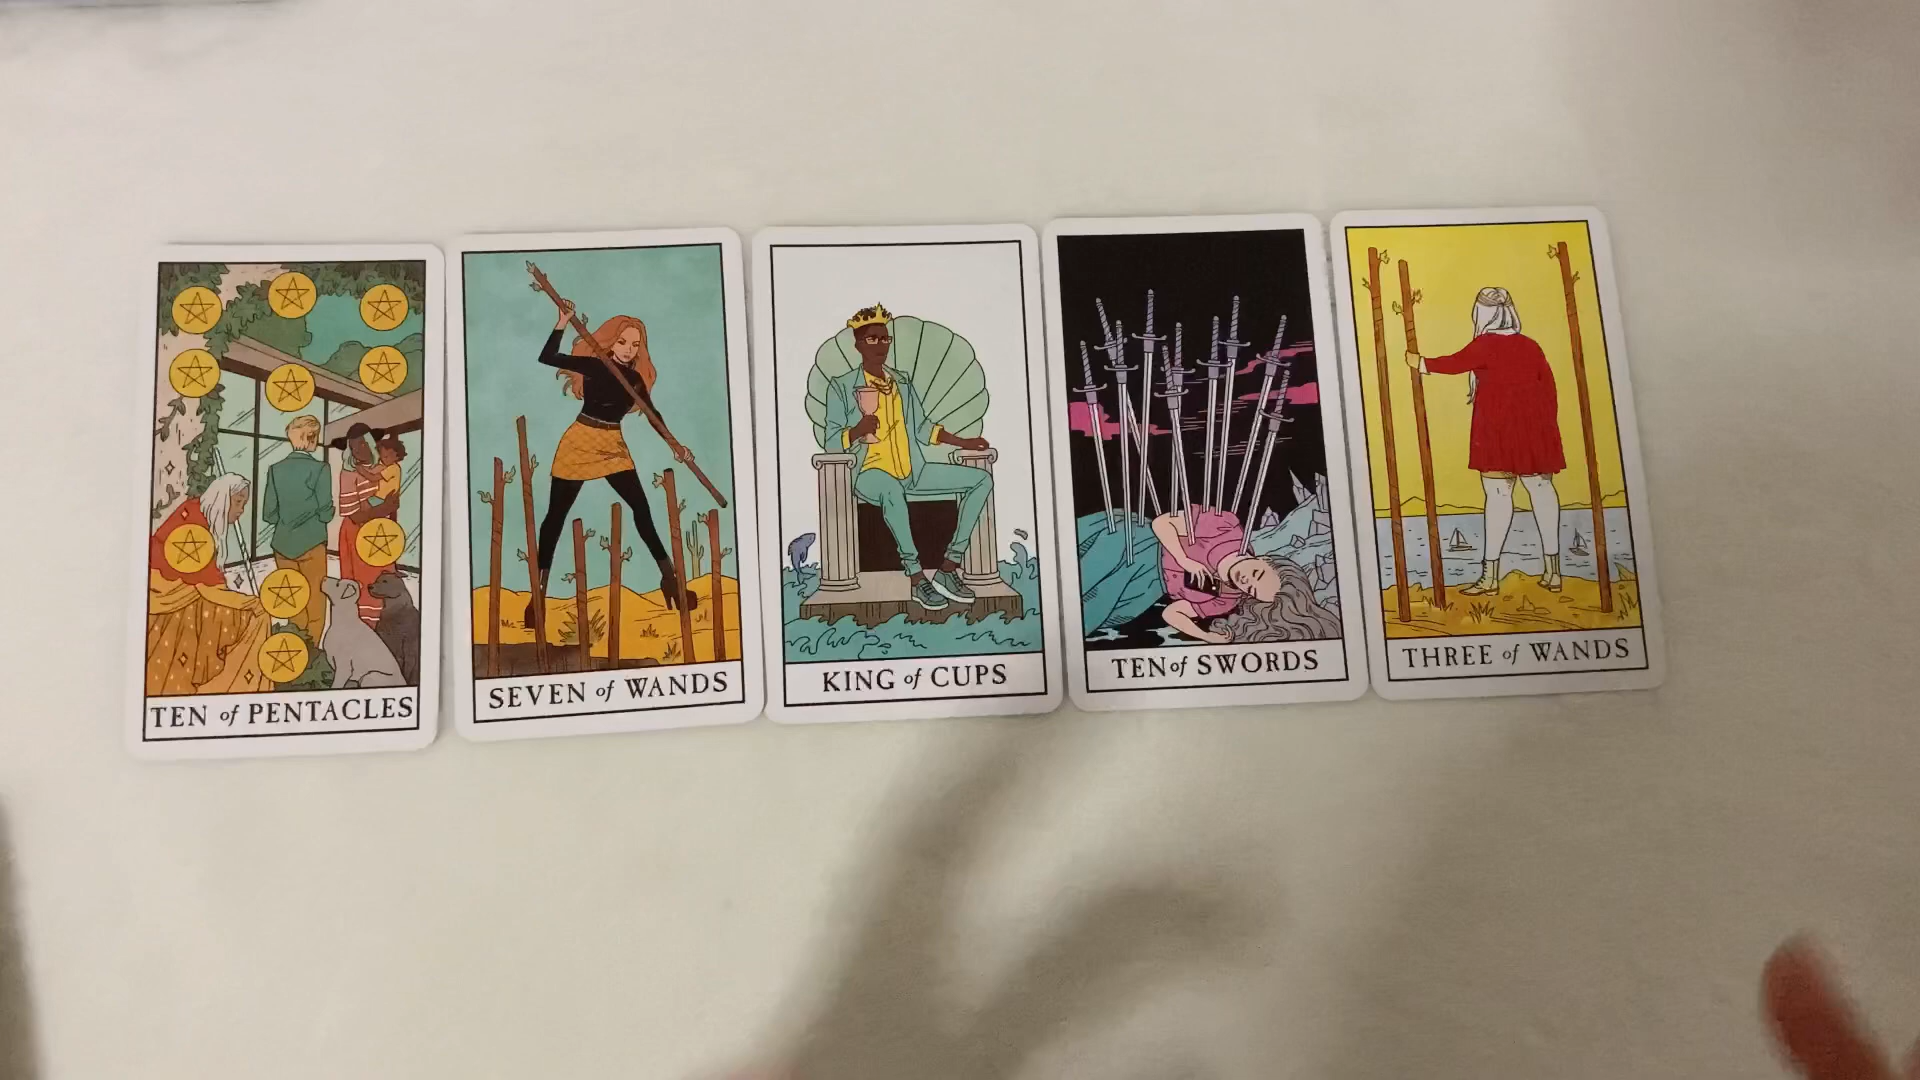 TEN of PENTACLES
SEVEN of WANDS
KING of CUPS
TEN of SWORDS
THREE of WANDS